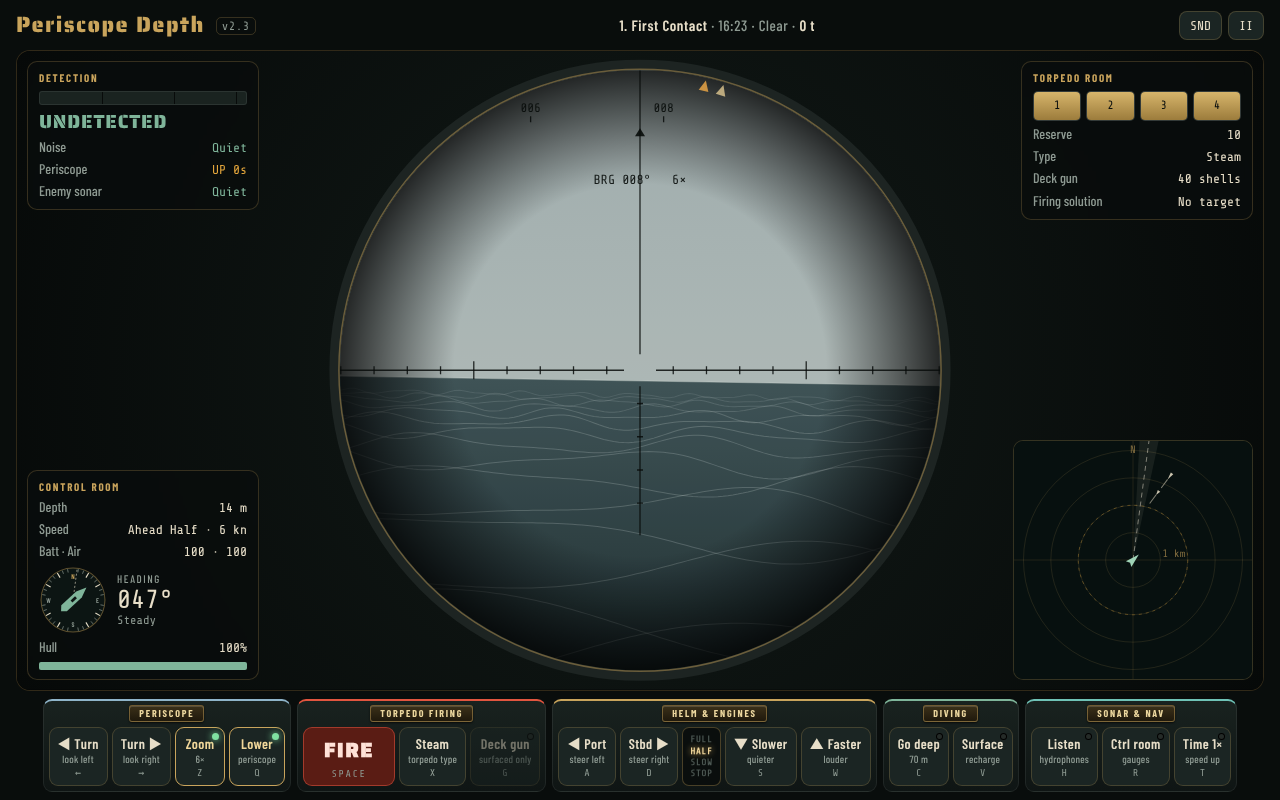 Periscope Depth v2.3
1. First Contact · 16:23 · Clear · 0 t
SND II
DETECTION
UNDETECTED
Noise Quiet
Periscope UP 0s
Enemy sonar Quiet
006 008
BRG 008° 6×
TORPEDO ROOM
1 2 3 4
Reserve 10
Type Steam
Deck gun 40 shells
Firing solution No target
CONTROL ROOM
Depth 14 m
Speed Ahead Half · 6 kn
Batt · Air 100 · 100
N E S W
HEADING
047°
Steady
Hull 100%
N
1 km
PERISCOPE
◀ Turn
look left
←
Turn ▶
look right
→
Zoom
6×
Z
Lower
periscope
Q
TORPEDO FIRING
FIRE
SPACE
Steam
torpedo type
X
Deck gun
surfaced only
G
HELM & ENGINES
◀ Port
steer left
A
Stbd ▶
steer right
D
FULL
HALF
SLOW
STOP
▼ Slower
quieter
S
▲ Faster
louder
W
DIVING
Go deep
70 m
C
Surface
recharge
V
SONAR & NAV
Listen
hydrophones
H
Ctrl room
gauges
R
Time 1×
speed up
T